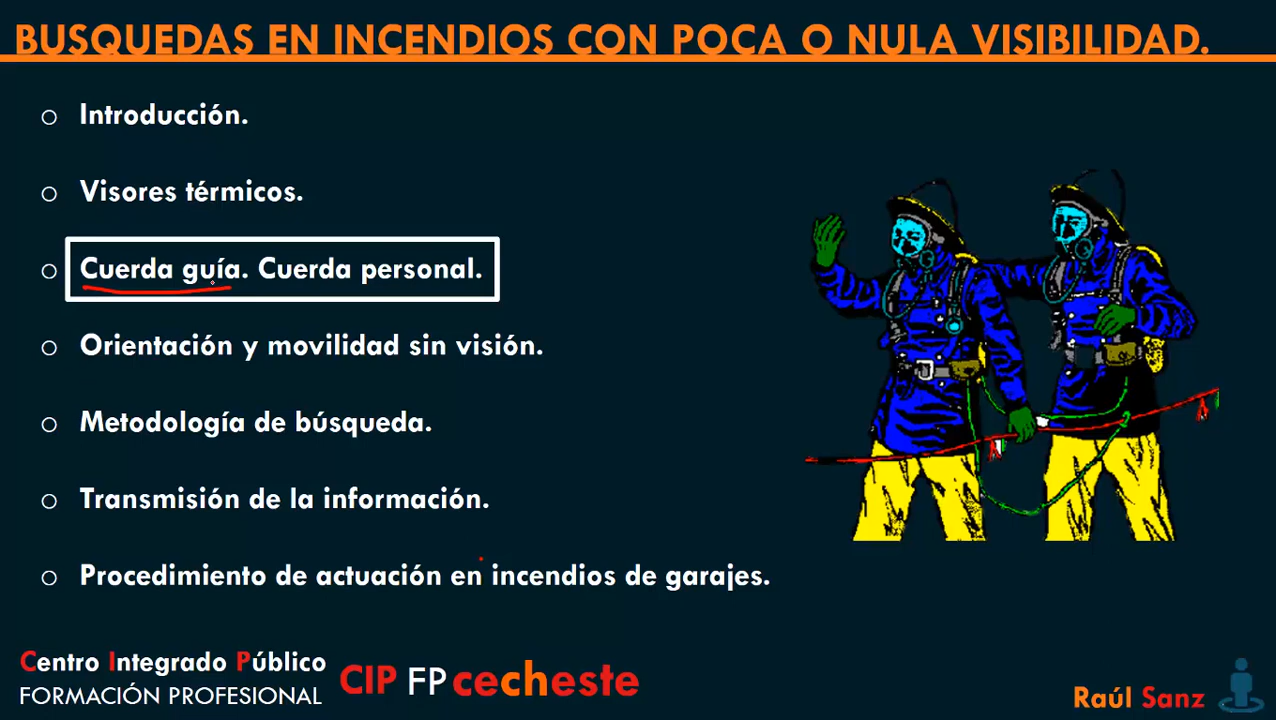 BUSQUEDAS EN INCENDIOS CON POCA O NULA VISIBILIDAD.
Introducción.
Visores térmicos.
Cuerda guía. Cuerda personal.
Orientación y movilidad sin visión.
Metodología de búsqueda.
Transmisión de la información.
Procedimiento de actuación en incendios de garajes.
Centro Integrado Público
FORMACIÓN PROFESIONAL
CIP FP cecheste
Raúl Sanz